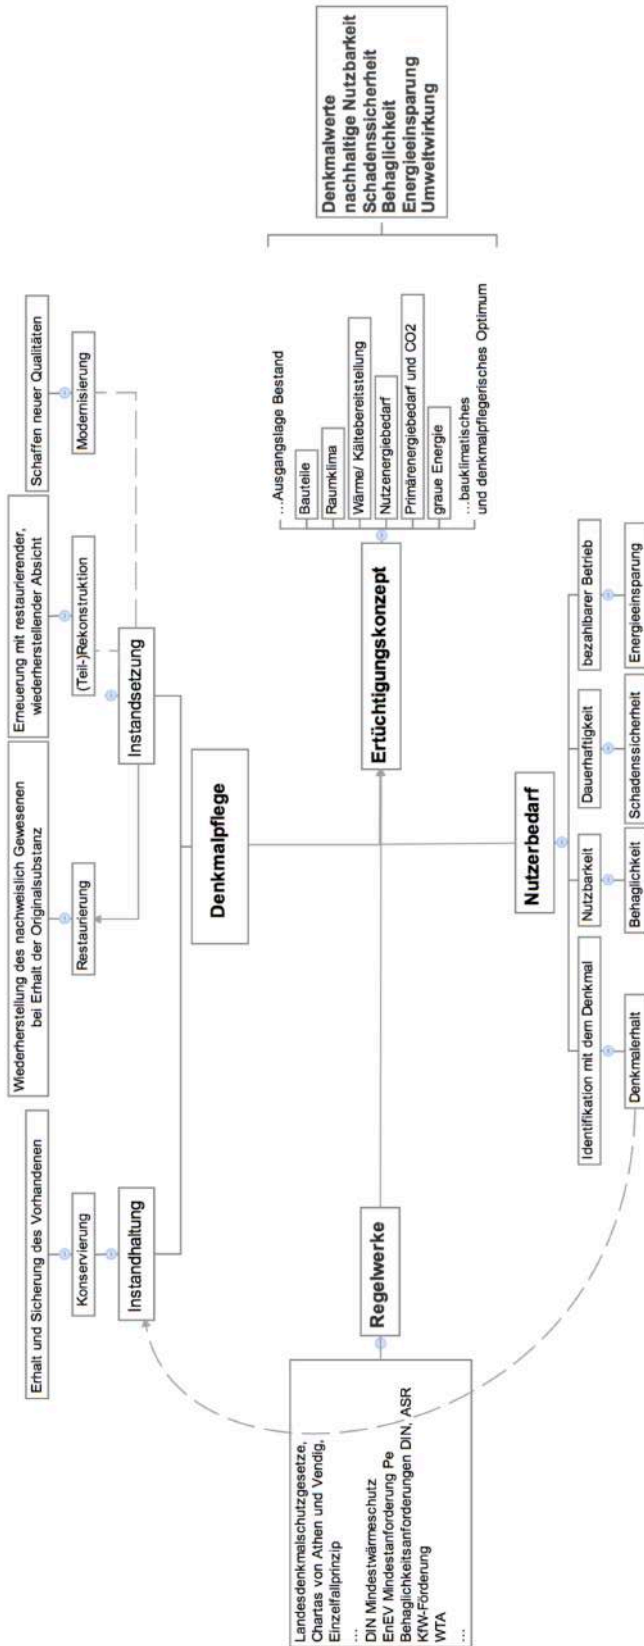 Erhalt und Sicherung des Vorhandenen
Konservierung
Instandhaltung
Wiederherstellung des nachweislich Gewesenen
bei Erhalt der Originalsubstanz
Restaurierung
Erneuerung mit restaurierender,
wiederherstellender Absicht
(Teil-)Rekonstruktion
Instandsetzung
Schaffen neuer Qualitäten
Modernisierung
Denkmalpflege
Landesdenkmalschutzgesetze,
Chartas von Athen und Vendig,
Einzelfallprinzip
...
DIN Mindestwärmeschutz
EnEV Mindestanforderung Pe
Behaglichkeitsanforderungen DIN, ASR
KfW-Förderung
WTA
...
Regelwerke
Ertüchtigungskonzept
...Ausgangslage Bestand
Bauteile
Raumklima
Wärme/ Kältebereitstellung
Nutzenergiebedarf
Primärenergiebedarf und CO2
graue Energie
...bauklimatisches
und denkmalpflegerisches Optimum
Denkmalwerte
nachhaltige Nutzbarkeit
Schadenssicherheit
Behaglichkeit
Energieeinsparung
Umweltwirkung
Nutzerbedarf
Identifikation mit dem Denkmal
Nutzbarkeit
Dauerhaftigkeit
bezahlbarer Betrieb
Denkmalerhalt
Behaglichkeit
Schadenssicherheit
Energieeinsparung